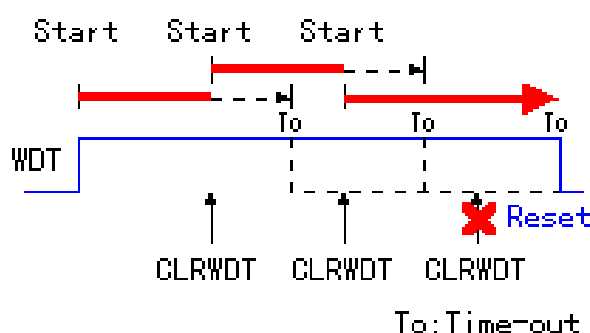 Start Start Start
To To To
WDT
Reset
CLRWDT CLRWDT CLRWDT
To:Time-out